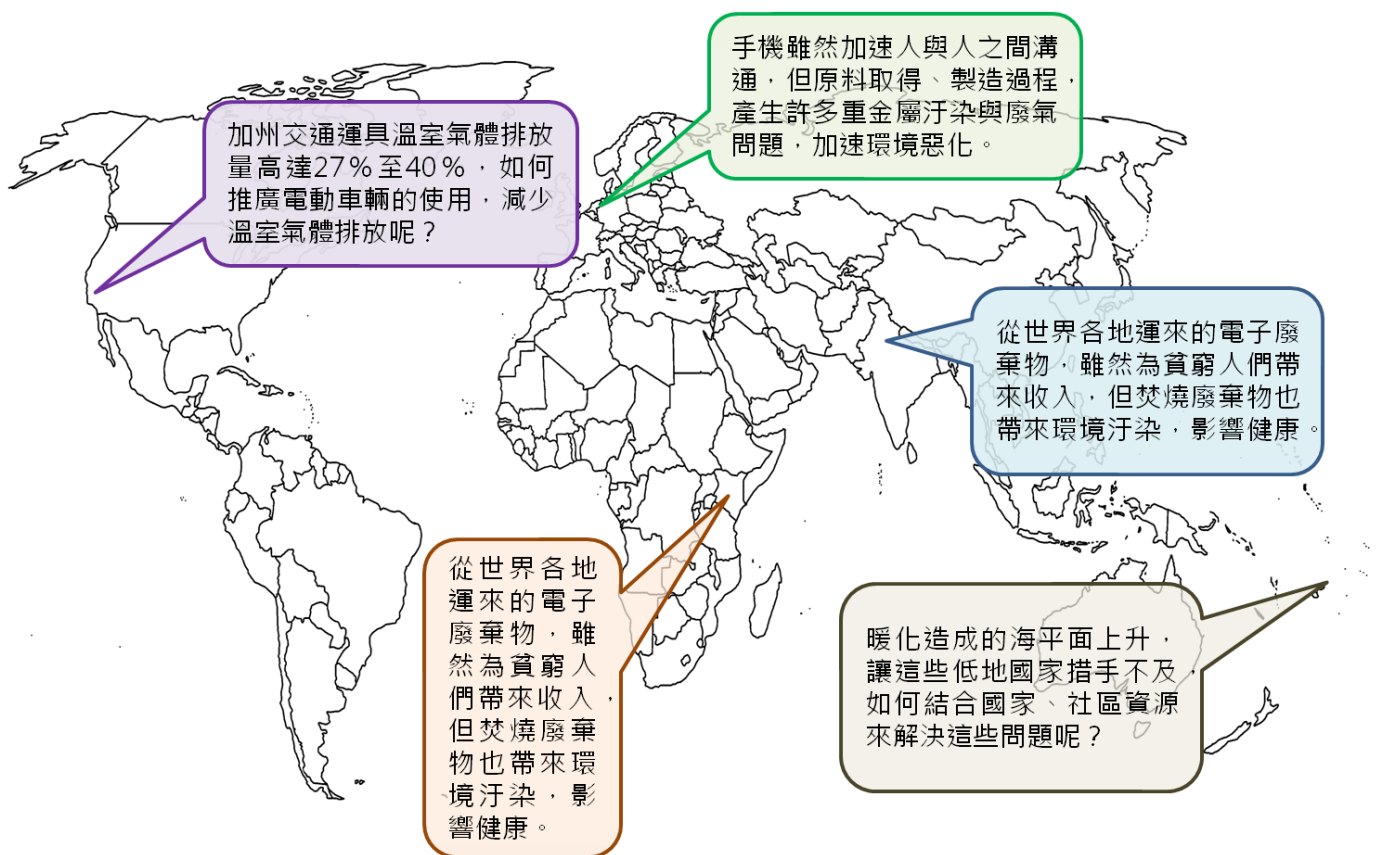 手機雖然加速人與人之間溝
通，但原料取得、製造過程，
產生許多重金屬汙染與廢氣
問題，加速環境惡化。
加州交通運具溫室氣體排放
量高達27％至40％，如何
推廣電動車輛的使用，減少
溫室氣體排放呢？
從世界各地運來的電子廢
棄物，雖然為貧窮人們帶
來收入，但焚燒廢棄物也
帶來環境汙染，影響健康。
從世界各地
運來的電子
廢棄物，雖
然為貧窮人
們帶來收入，
但焚燒廢棄
物也帶來環
境汙染，影
響健康。
暖化造成的海平面上升，
讓這些低地國家措手不及，
如何結合國家、社區資源
來解決這些問題呢？